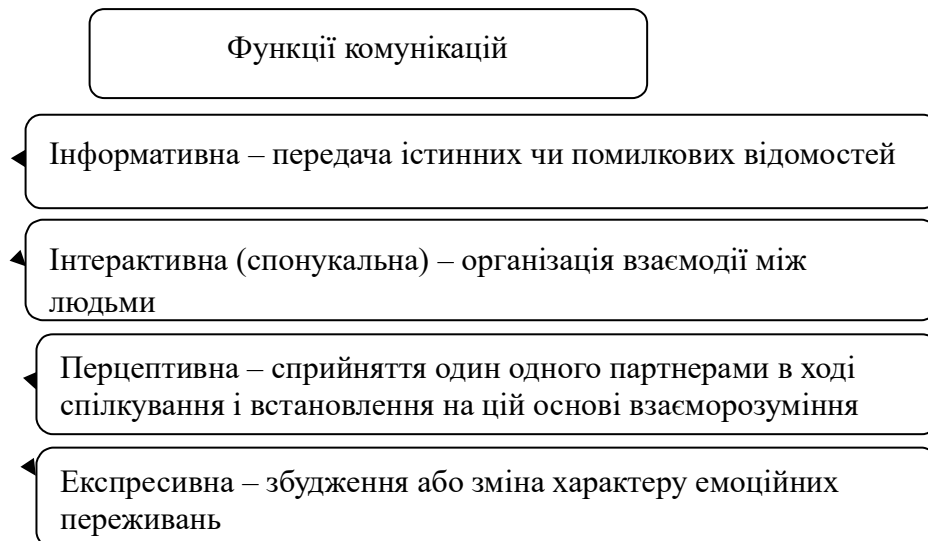 Функції комунікацій
Інформативна – передача істинних чи помилкових відомостей
Інтерактивна (спонукальна) – організація взаємодії між
людьми
Перцептивна – сприйняття один одного партнерами в ході
спілкування і встановлення на цій основі взаєморозуміння
Експресивна – збудження або зміна характеру емоційних
переживань